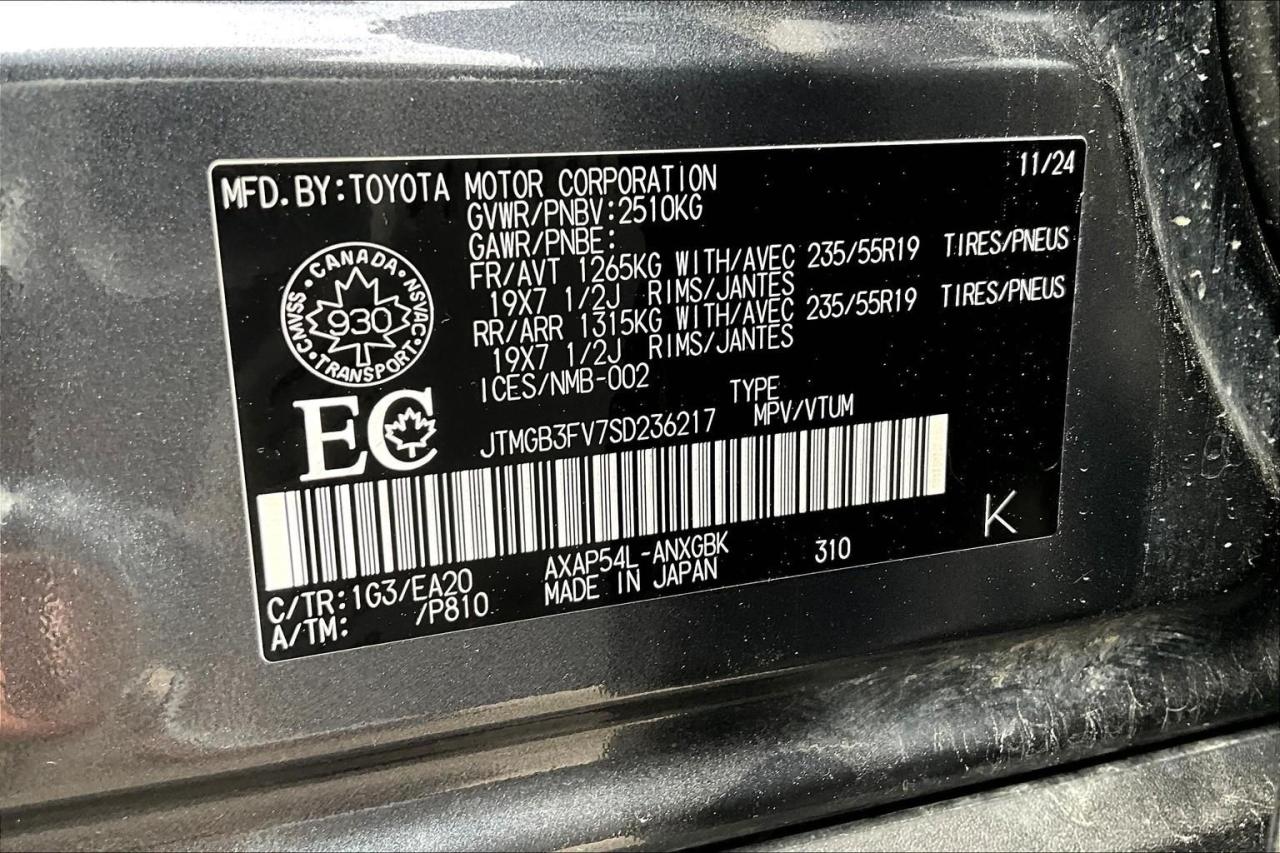 11/24
MFD.BY:TOYOTA MOTOR CORPORATION
GVWR/PNBV:2510KG
GAWR/PNBE:
FR/AVT 1265KG WITH/AVEC 235/55R19 TIRES/PNEUS
19X7 1/2J RIMS/JANTES
RR/ARR 1315KG WITH/AVEC 235/55R19 TIRES/PNEUS
19X7 1/2J RIMS/JANTES
ICES/NMB-002
CANADA
CMVSS
930
NSVAC
TRANSPORT
EC
TYPE
JTMGB3FV7SD236217 MPV/VTUM
K
C/TR:1G3/EA20 AXAP54L-ANXGBK 310
A/TM: /P810 MADE IN JAPAN